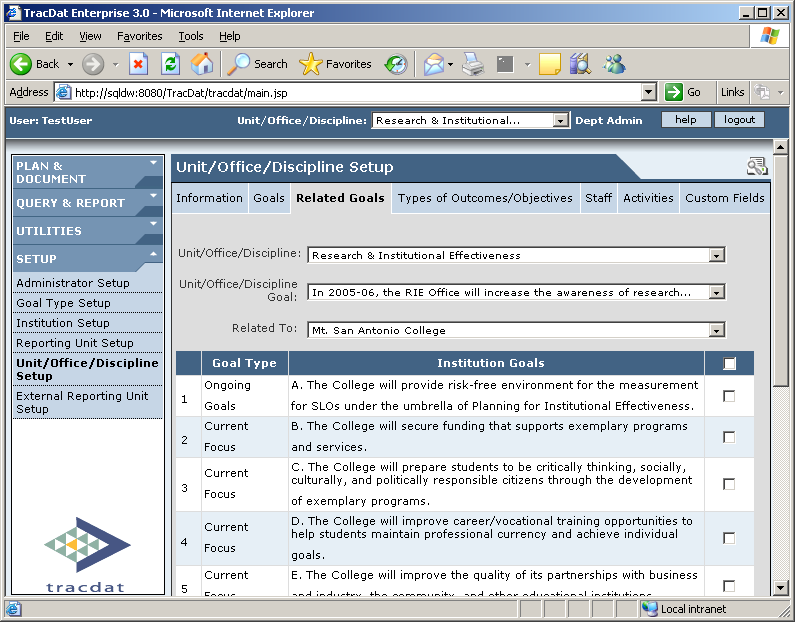 TracDat Enterprise 3.0 - Microsoft Internet Explorer
File Edit View Favorites Tools Help
Back Search Favorites
Address http://sqldw:8080/TracDat/tracdat/main.jsp Go Links
User: TestUser Unit/Office/Discipline: Research & Institutional... Dept Admin help logout
PLAN &
DOCUMENT
QUERY & REPORT
UTILITIES
SETUP
Administrator Setup
Goal Type Setup
Institution Setup
Reporting Unit Setup
Unit/Office/Discipline
Setup
External Reporting Unit
Setup
tracdat
Unit/Office/Discipline Setup
Information Goals Related Goals Types of Outcomes/Objectives Staff Activities Custom Fields
Unit/Office/Discipline: Research & Institutional Effectiveness
Unit/Office/Discipline
Goal: In 2005-06, the RIE Office will increase the awareness of research...
Related To: Mt. San Antonio College
Goal Type Institution Goals
1 Ongoing
Goals
A. The College will provide risk-free environment for the measurement
for SLOs under the umbrella of Planning for Institutional Effectiveness.
2 Current
Focus
B. The College will secure funding that supports exemplary programs
and services.
3 Current
Focus
C. The College will prepare students to be critically thinking, socially,
culturally, and politically responsible citizens through the development
of exemplary programs.
4 Current
Focus
D. The College will improve career/vocational training opportunities to
help students maintain professional currency and achieve individual
goals.
5 Current
Focus
E. The College will improve the quality of its partnerships with business
and industry, the community, and other educational institutions.
Local intranet